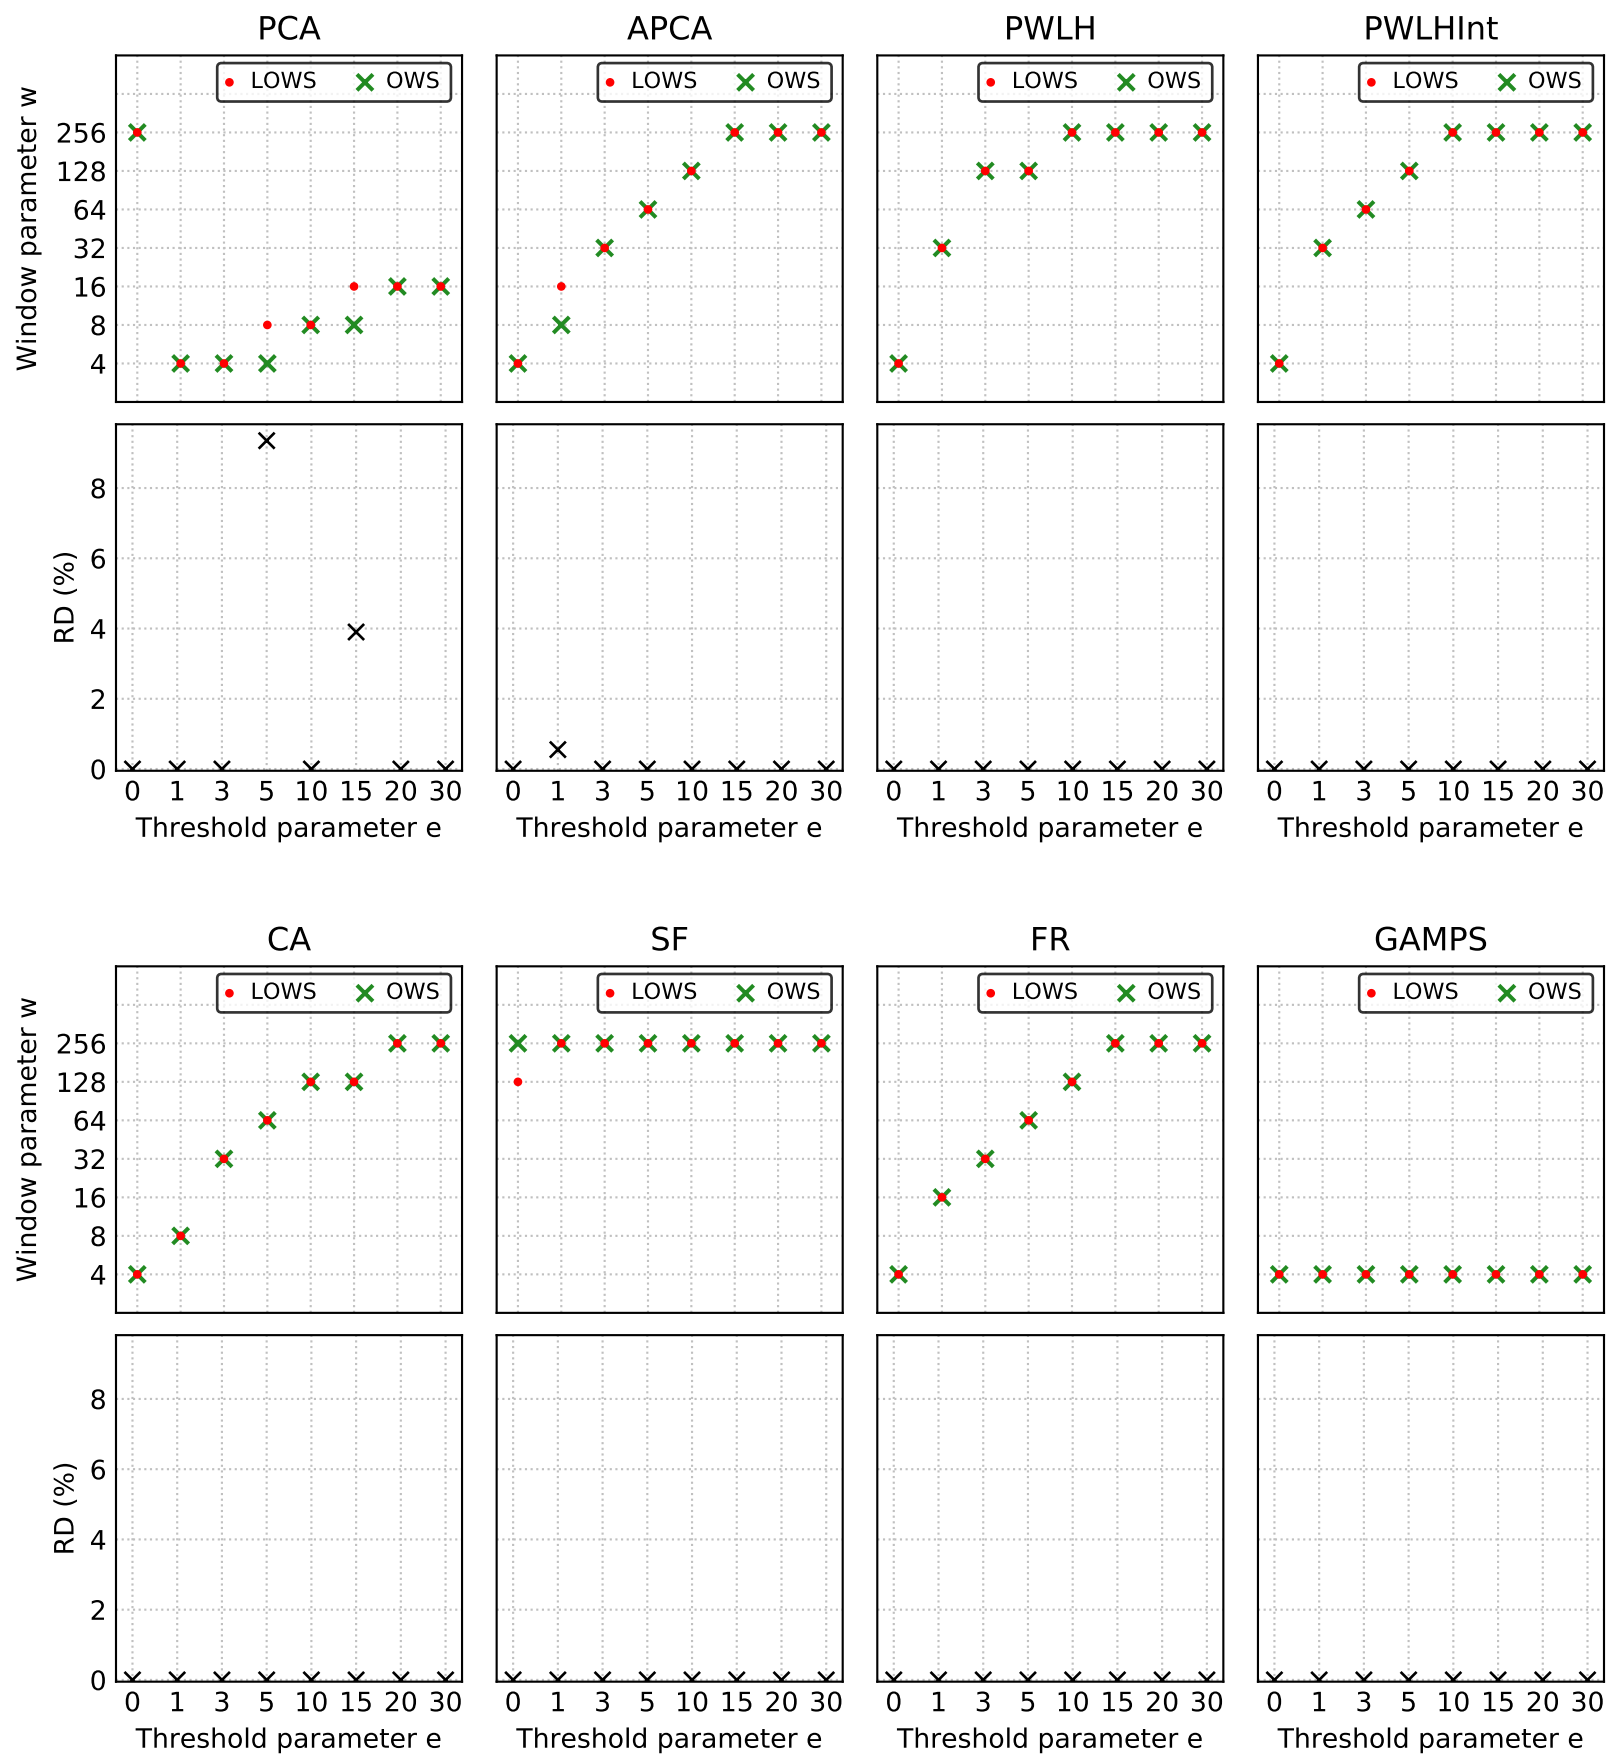 PCA APCA PWLH PWLHInt
LOWS OWS LOWS OWS LOWS OWS LOWS OWS
Window parameter w
256
128
64
32
16
8
4
RD (%)
8
6
4
2
0
0 1 3 5 10 15 20 30 0 1 3 5 10 15 20 30 0 1 3 5 10 15 20 30 0 1 3 5 10 15 20 30
Threshold parameter e Threshold parameter e Threshold parameter e Threshold parameter e
CA SF FR GAMPS
LOWS OWS LOWS OWS LOWS OWS LOWS OWS
Window parameter w
256
128
64
32
16
8
4
RD (%)
8
6
4
2
0
0 1 3 5 10 15 20 30 0 1 3 5 10 15 20 30 0 1 3 5 10 15 20 30 0 1 3 5 10 15 20 30
Threshold parameter e Threshold parameter e Threshold parameter e Threshold parameter e